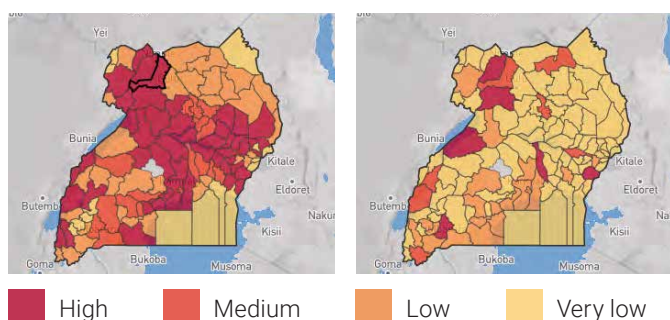 Yei
Bunia
Kitale
Eldoret
Butemb
Naku
Kisii
Goma
Bukoba
Musoma
Yei
Bunia
Kitale
Eldoret
Butemb
Nakur
Kisii
Goma
Bukoba
Musoma
High
Medium
Low
Very low